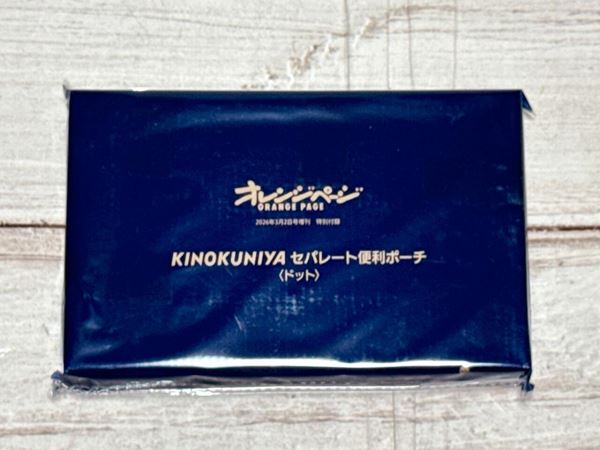 オレンジページ
ORANGE PAGE
2026年3月2日号増刊 特別付録
KINOKUNIYA セパレート便利ポーチ
〈ドット〉